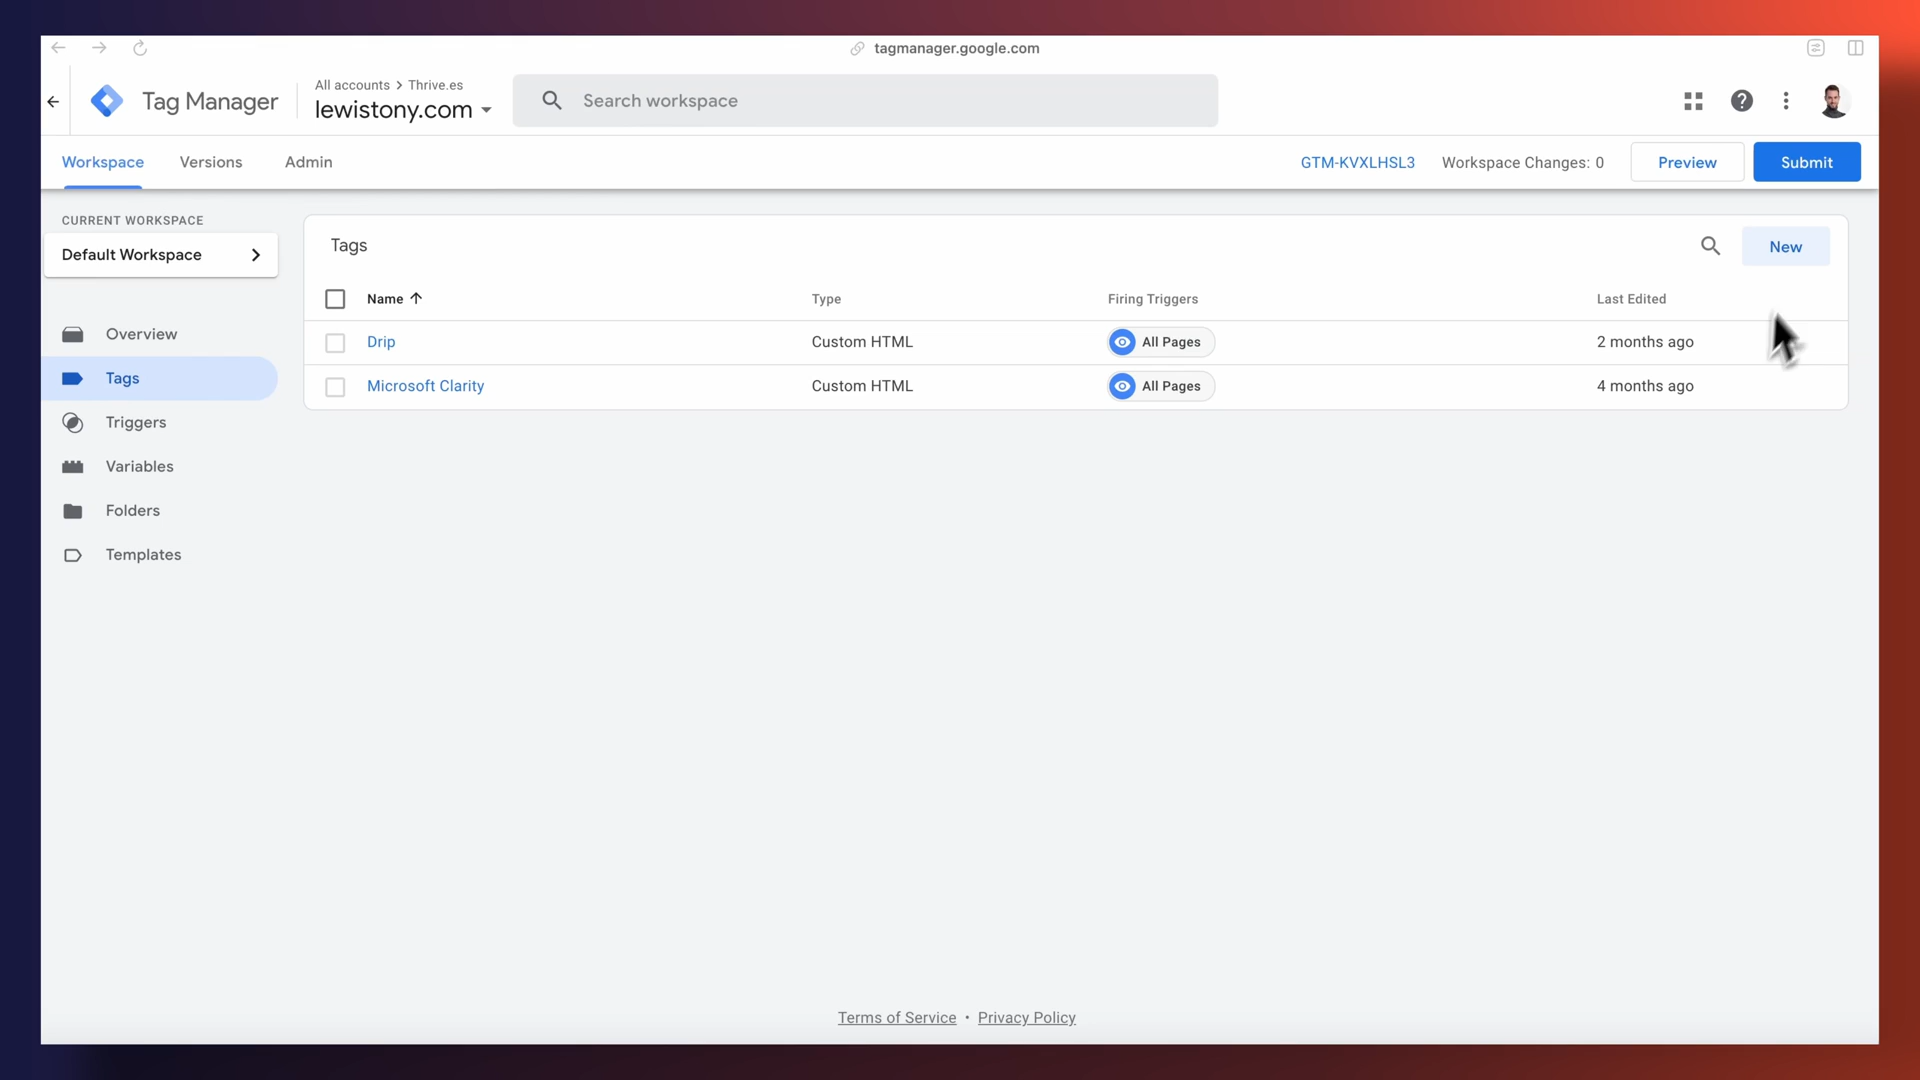 tagmanager.google.com
Tag Manager
All accounts > Thrive.es
lewistony.com
Search workspace
Workspace
Versions
Admin
GTM-KVXLHSL3
Workspace Changes: 0
Preview
Submit
CURRENT WORKSPACE
Default Workspace
Overview
Tags
Triggers
Variables
Folders
Templates
Tags
New
Name
Type
Firing Triggers
Last Edited
Drip
Custom HTML
All Pages
2 months ago
Microsoft Clarity
Custom HTML
All Pages
4 months ago
Terms of Service • Privacy Policy